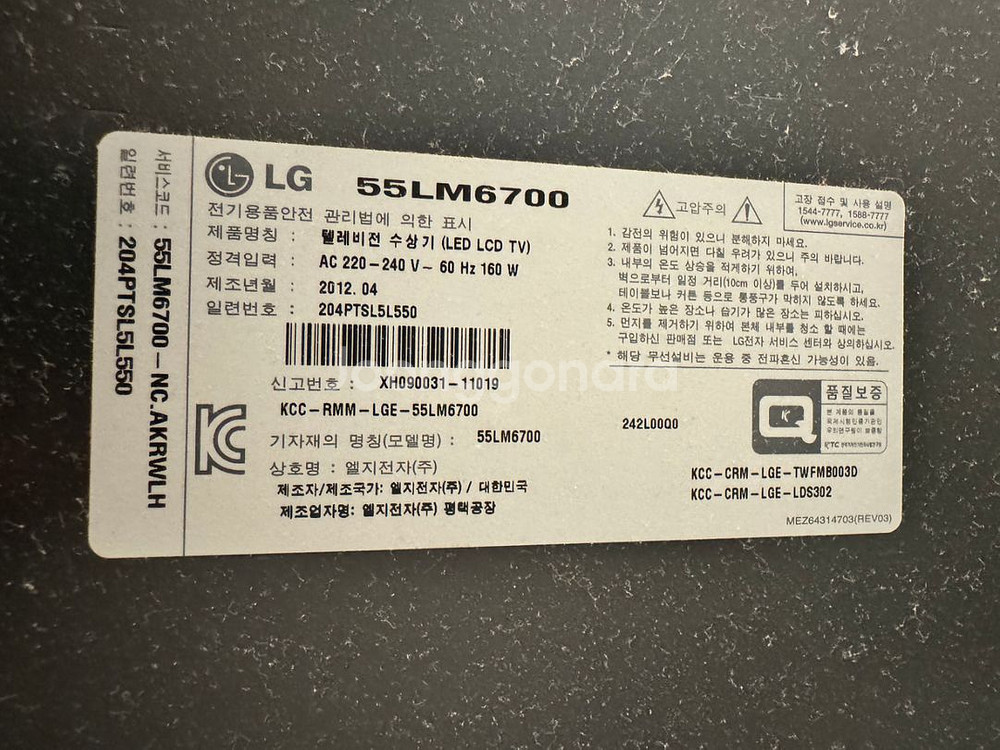 서비스코드 : 55LM6700-NC.AKRRWLH
일련번호 : 204PTSL5L550
LG 55LM6700
전기용품안전 관리법에 의한 표시
제품명칭 : 텔레비전 수상기 (LED LCD TV)
정격입력 : AC 220-240 V~ 60 Hz 160 W
제조년월 : 2012. 04
일련번호 : 204PTSL5L550
신고번호 : XH090031-11019
KCC-RMM-LGE-55LM6700
기자재의 명칭(모델명) : 55LM6700
상호명 : 엘지전자(주)
제조자/제조국가: 엘지전자(주) / 대한민국
제조업자명: 엘지전자(주) 평택공장
242L00Q0
고압주의
고장 접수 및 사용 설명
1544-7777, 1588-7777
(www.lgservice.co.kr)
1. 감전의 위험이 있으니 분해하지 마세요.
2. 제품이 넘어지면 다칠 우려가 있으니 주의 바랍니다.
3. 내부의 온도 상승을 적게하기 위하여,
벽으로부터 일정 거리(10cm 이상)를 두어 설치하시고,
테이블보나 커튼 등으로 통풍구가 막히지 않도록 하세요.
4. 온도가 높은 장소나 습기가 많은 장소는 피하십시오.
5. 먼지를 제거하기 위하여 본체 내부를 청소 할 때에는
구입하신 판매점 또는 LG전자 서비스 센터와 상의하십시오.
* 해당 무선설비는 운용 중 전파혼신 가능성이 있음.
품질보증
KCC-CRM-LGE-TWFMB003D
KCC-CRM-LGE-LDS302
MEZ64314703(REV03)